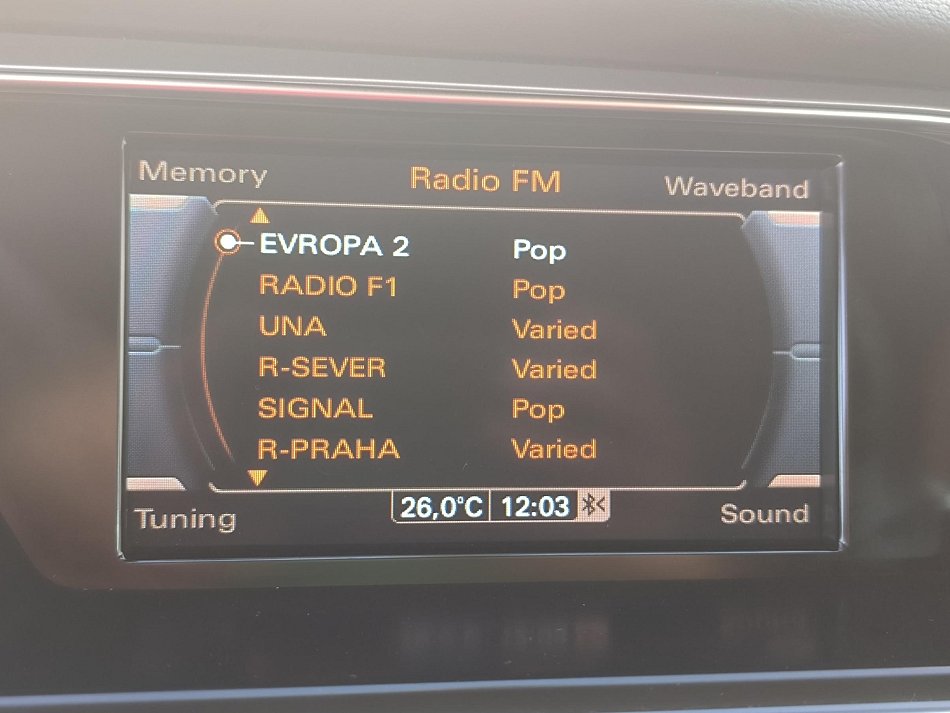 Memory Radio FM Waveband
EVROPA 2 Pop
RADIO F1 Pop
UNA Varied
R-SEVER Varied
SIGNAL Pop
R-PRAHA Varied
26,0°C 12:03
Tuning Sound